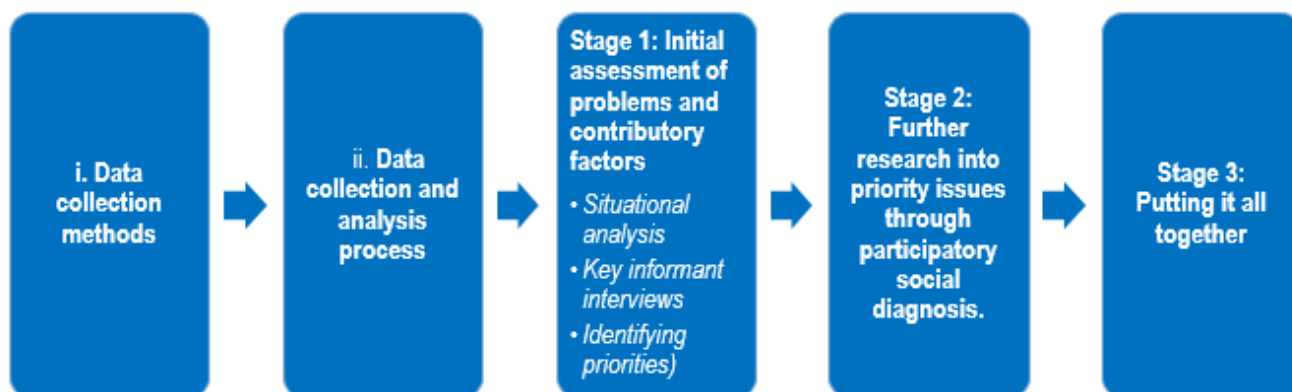 i. Data
collection
methods
ii. Data
collection and
analysis
process
Stage 1: Initial
assessment of
problems and
contributory
factors
• Situational
analysis
• Key informant
interviews
• Identifying
priorities)
Stage 2:
Further
research into
priority issues
through
participatory
social
diagnosis.
Stage 3:
Putting it all
together